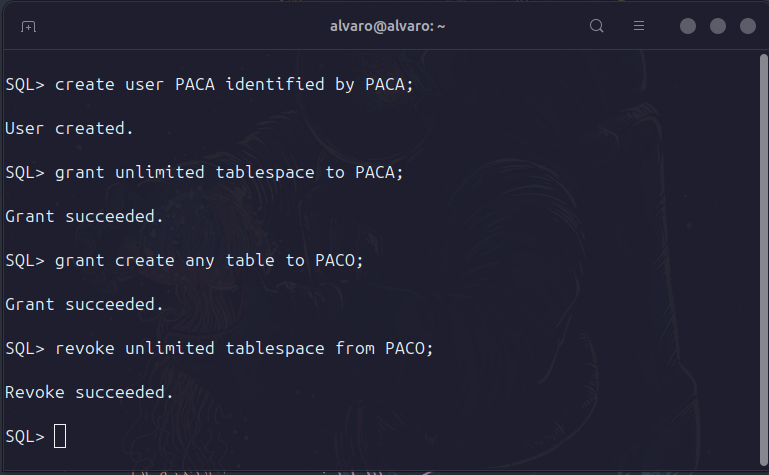 alvaro@alvaro: ~
SQL> create user PACA identified by PACA;
User created.
SQL> grant unlimited tablespace to PACA;
Grant succeeded.
SQL> grant create any table to PACO;
Grant succeeded.
SQL> revoke unlimited tablespace from PACO;
Revoke succeeded.
SQL>